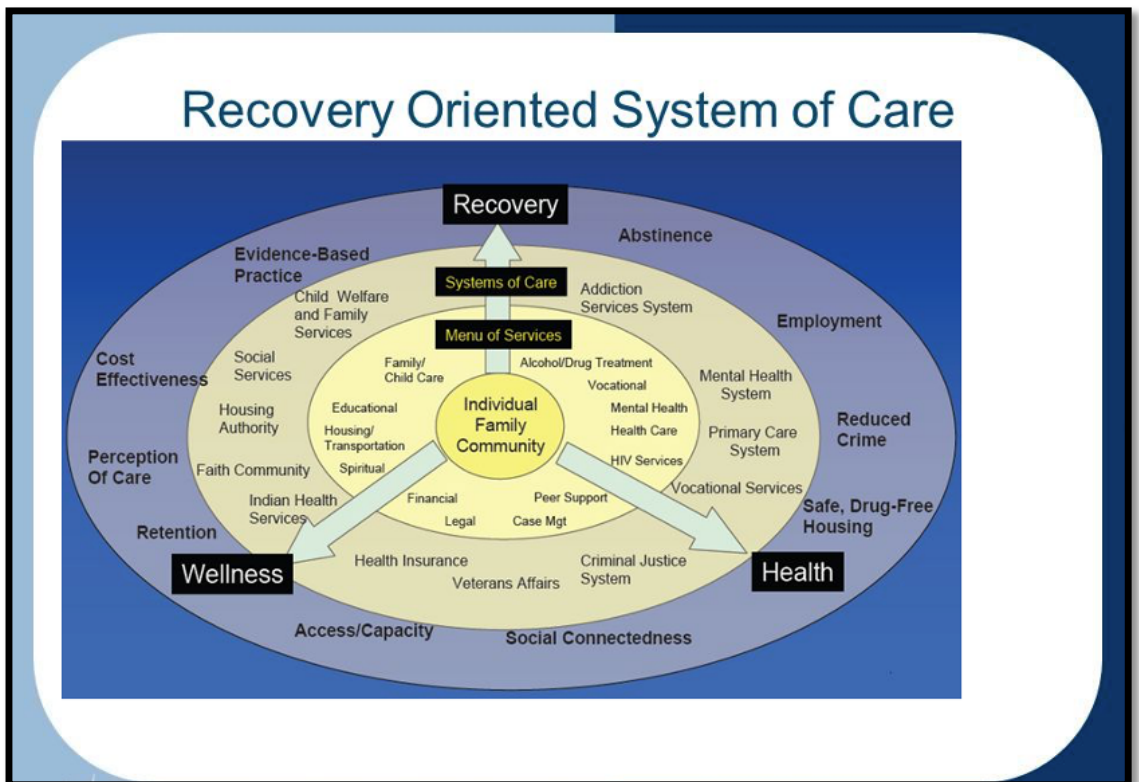 Recovery Oriented System of Care
Recovery
Abstinence
Evidence-Based
Practice
Systems of Care
Addiction
Services System
Child Welfare
and Family
Services
Menu of Services
Employment
Cost
Effectiveness
Social
Services
Family/
Child Care
Alcohol/Drug Treatment
Vocational
Mental Health
System
Individual
Family
Community
Educational
Mental Health
Housing
Authority
Health Care
Reduced
Crime
Housing/
Transportation
Primary Care
System
Perception
Of Care
Faith Community
Spiritual
HIV Services
Vocational Services
Indian Health
Services
Financial
Peer Support
Safe, Drug-Free
Housing
Retention
Legal
Case Mgt
Wellness
Health Insurance
Veterans Affairs
Criminal Justice
System
Health
Access/Capacity
Social Connectedness